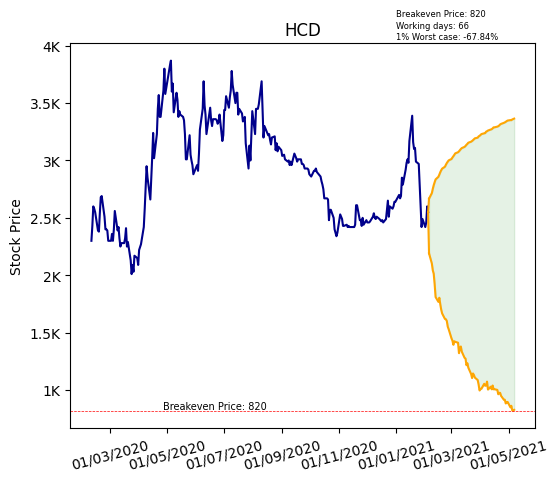 Breakeven Price: 820
Working days: 66
1% Worst case: -67.84%
HCD
Stock Price
4K
3.5K
3K
2.5K
2K
1.5K
1K
Breakeven Price: 820
01/03/2020
01/05/2020
01/07/2020
01/09/2020
01/11/2020
01/01/2021
01/03/2021
01/05/2021